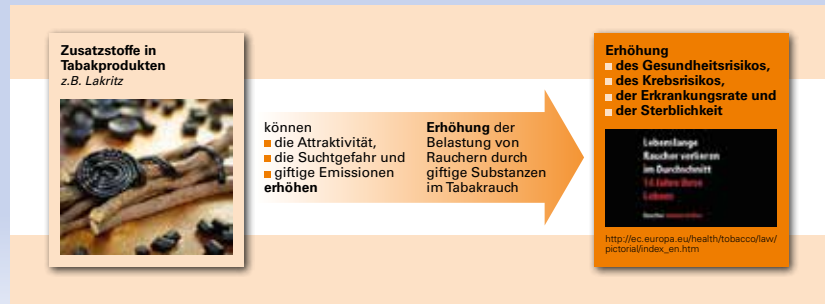 Zusatzstoffe in
Tabakprodukten
z.B. Lakritz
können
die Attraktivität,
die Suchtgefahr und
giftige Emissionen
erhöhen
Erhöhung der
Belastung von
Rauchern durch
giftige Substanzen
im Tabakrauch
Erhöhung
des Gesundheitsrisikos,
des Krebsrisikos,
der Erkrankungsrate und
der Sterblichkeit
Lebenslange
Raucher verlieren
im Durchschnitt
14 Jahre ihres
Lebens
http://ec.europa.eu/health/tobacco/law/
pictorial/index_en.htm